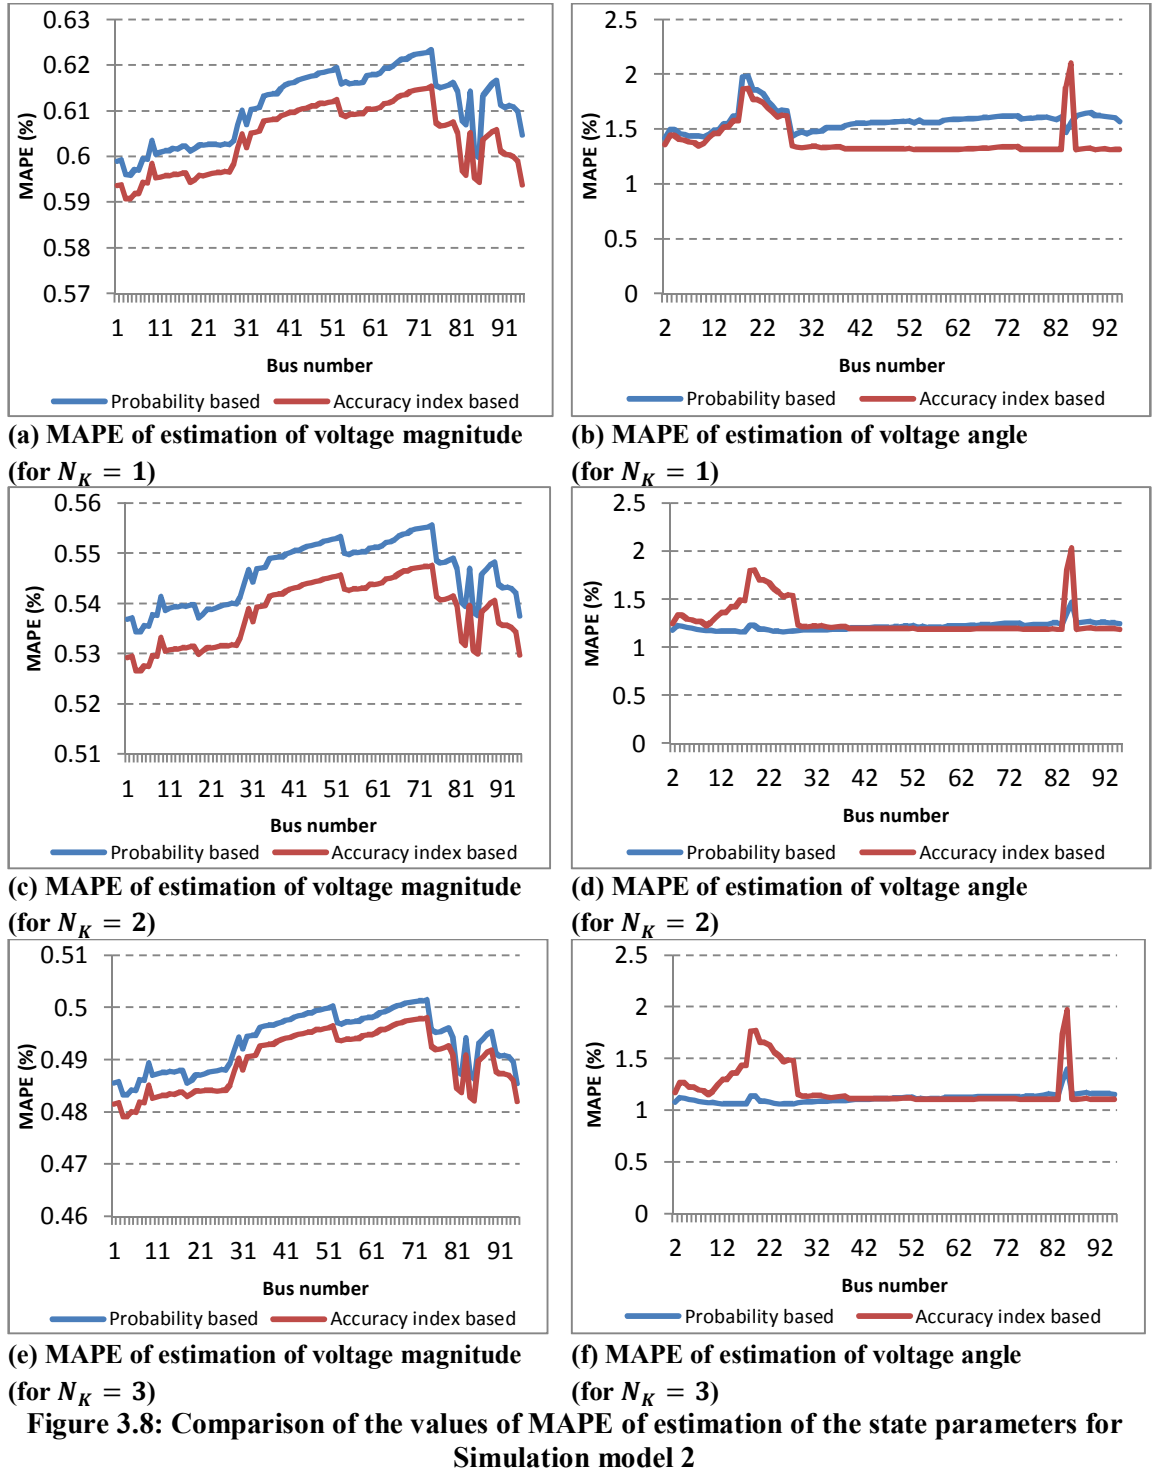 0.63
0.62
0.61
0.6
0.59
0.58
0.57
MAPE (%)
1 11 21 31 41 51 61 71 81 91
Bus number
Probability based Accuracy index based
(a) MAPE of estimation of voltage magnitude
(for N_K = 1)
2.5
2
1.5
1
0.5
0
MAPE (%)
2 12 22 32 42 52 62 72 82 92
Bus number
Probability based Accuracy index based
(b) MAPE of estimation of voltage angle
(for N_K = 1)
0.56
0.55
0.54
0.53
0.52
0.51
MAPE (%)
1 11 21 31 41 51 61 71 81 91
Bus number
Probability based Accuracy index based
(c) MAPE of estimation of voltage magnitude
(for N_K = 2)
2.5
2
1.5
1
0.5
0
MAPE (%)
2 12 22 32 42 52 62 72 82 92
Bus number
Probability based Accuracy index based
(d) MAPE of estimation of voltage angle
(for N_K = 2)
0.51
0.5
0.49
0.48
0.47
0.46
MAPE (%)
1 11 21 31 41 51 61 71 81 91
Bus number
Probability based Accuracy index based
(e) MAPE of estimation of voltage magnitude
(for N_K = 3)
2.5
2
1.5
1
0.5
0
MAPE (%)
2 12 22 32 42 52 62 72 82 92
Bus number
Probability based Accuracy index based
(f) MAPE of estimation of voltage angle
(for N_K = 3)
Figure 3.8: Comparison of the values of MAPE of estimation of the state parameters for
Simulation model 2